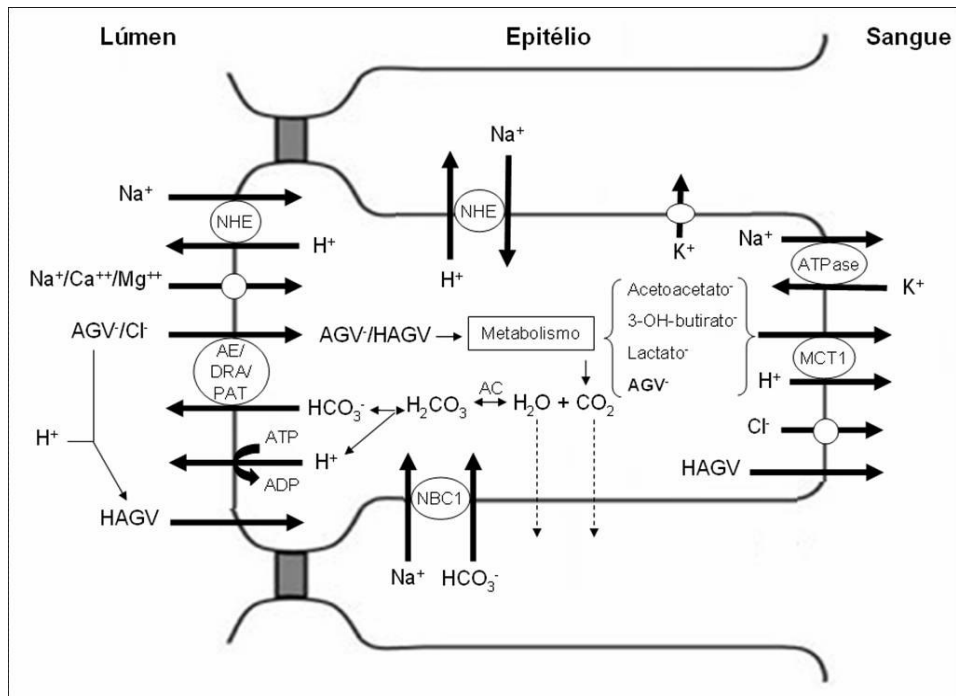 Lúmen
Epitélio
Sangue
Na⁺
NHE
H⁺
Na⁺
NHE
H⁺
K⁺
Na⁺
ATPase
K⁺
Na⁺/Ca⁺⁺/Mg⁺⁺
AGV⁻/Cl⁻
AE/
DRA/
PAT
AGV⁻/HAGV
Metabolismo
Acetoacetato⁻
3-OH-butirato⁻
Lactato⁻
AGV⁻
MCT1
H⁺
HCO₃⁻
H₂CO₃
AC
H₂O + CO₂
Cl⁻
H⁺
ATP
H⁺
ADP
HAGV
HAGV
NBC1
Na⁺
HCO₃⁻